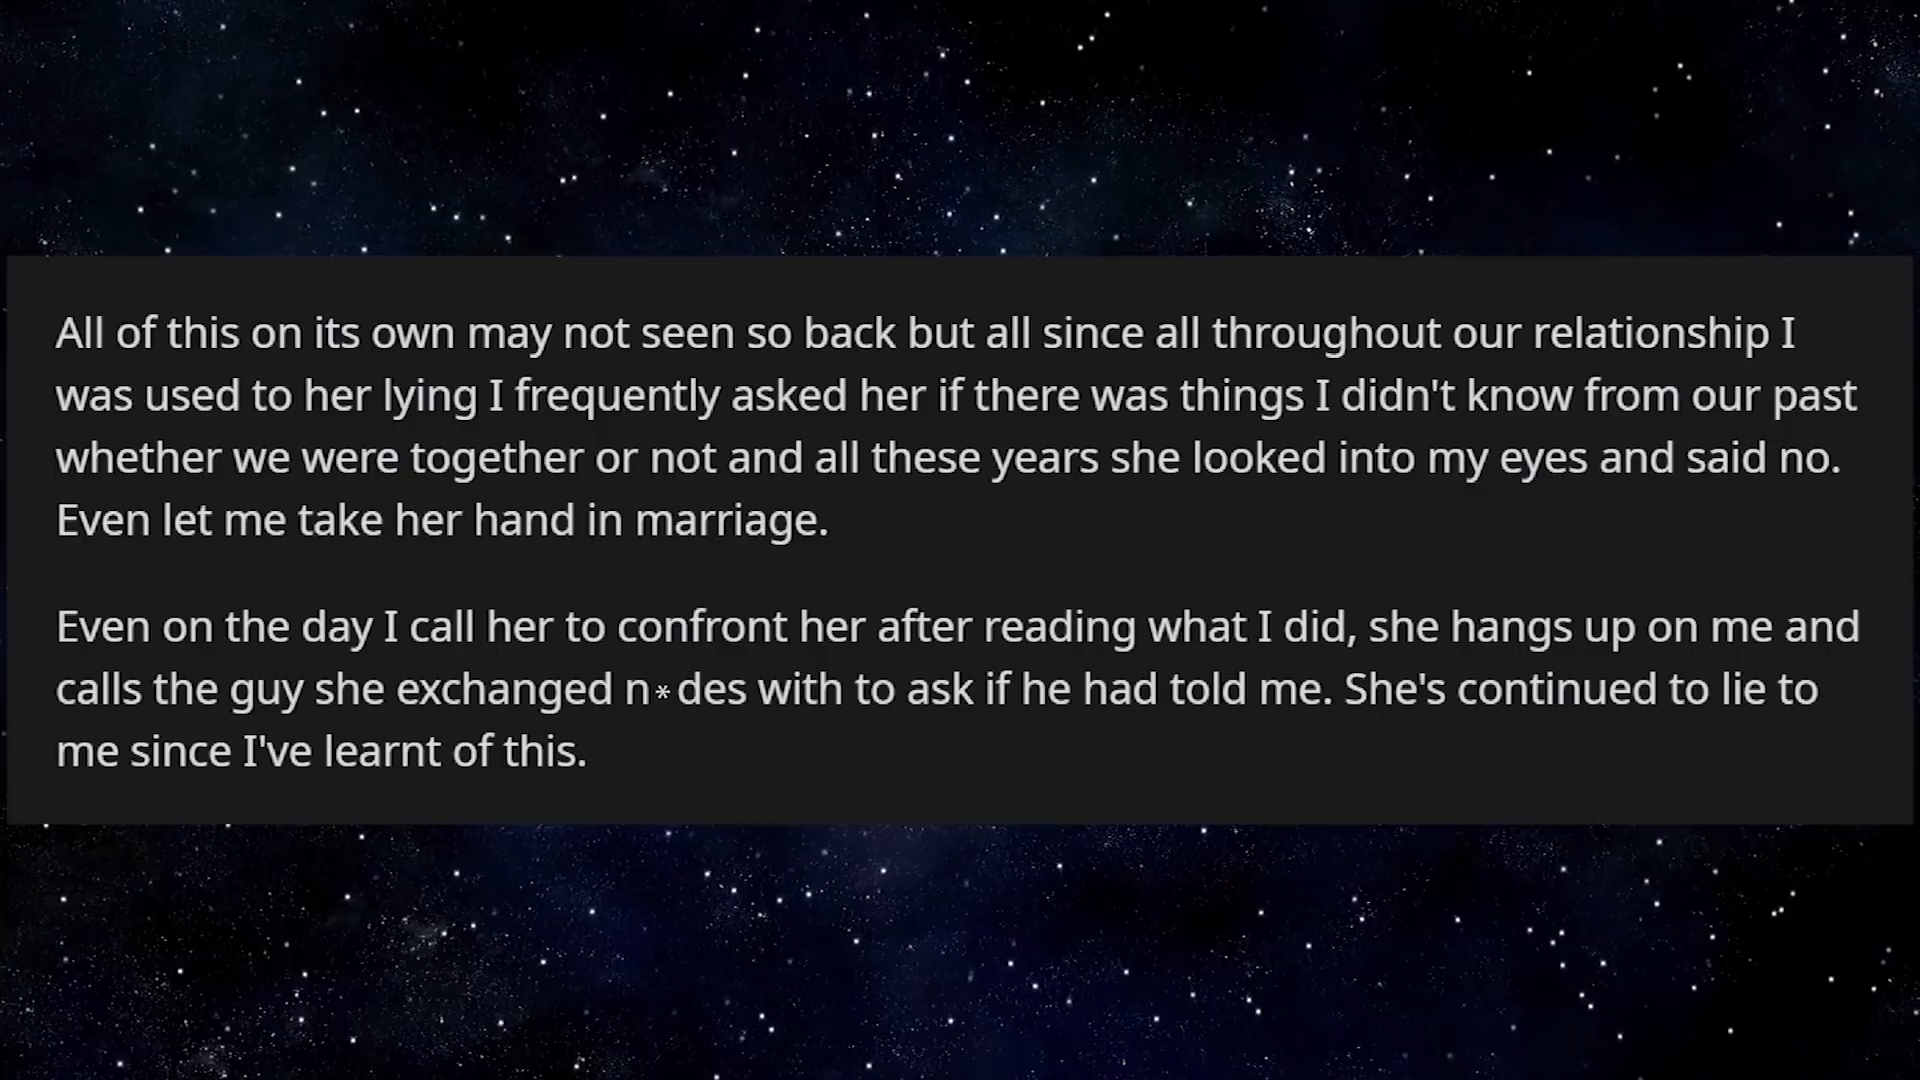 All of this on its own may not seen so back but all since all throughout our relationship I
was used to her lying I frequently asked her if there was things I didn't know from our past
whether we were together or not and all these years she looked into my eyes and said no.
Even let me take her hand in marriage.
Even on the day I call her to confront her after reading what I did, she hangs up on me and
calls the guy she exchanged n*des with to ask if he had told me. She's continued to lie to
me since I've learnt of this.